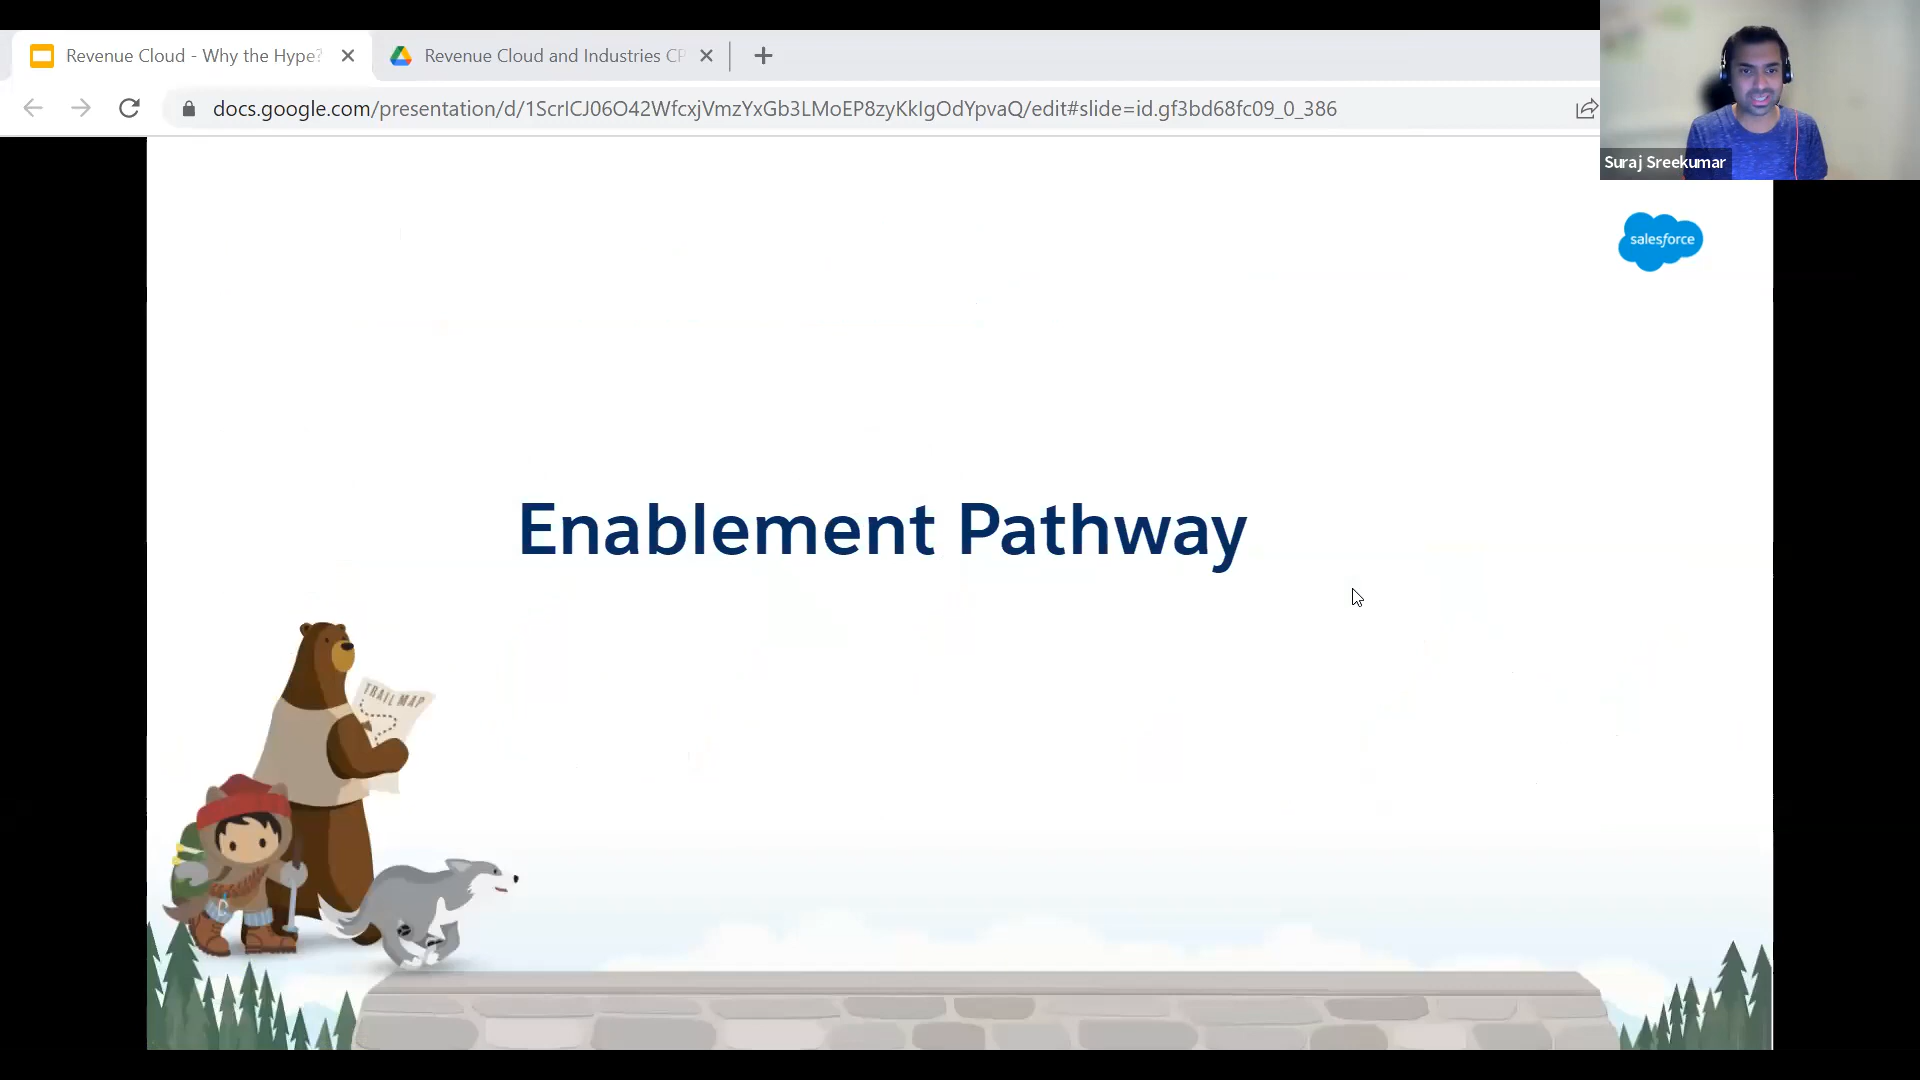 Revenue Cloud - Why the Hype?
Revenue Cloud and Industries CP
docs.google.com/presentation/d/1ScrICJ06O42WfcxjVmzYxGb3LMoEP8zyKkIgOdYpvaQ/edit#slide=id.gf3bd68fc09_0_386
Suraj Sreekumar
salesforce
Enablement Pathway
TRAIL MAP